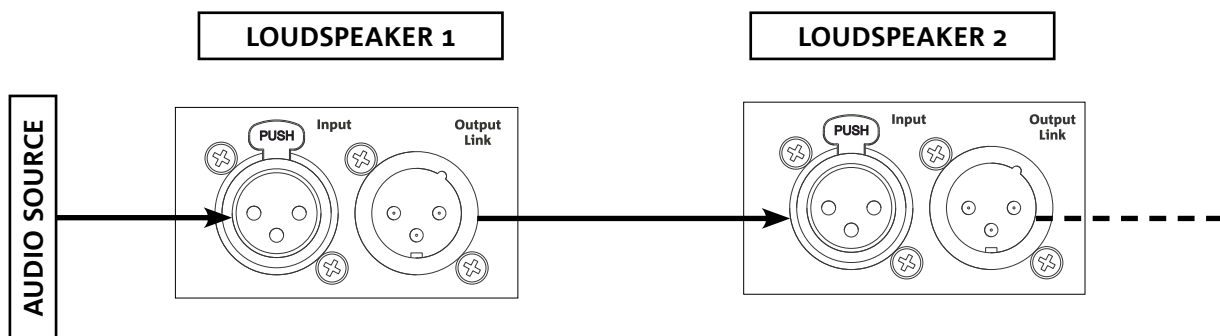 LOUDSPEAKER 1
LOUDSPEAKER 2
AUDIO SOURCE
PUSH
Input
Output
Link
PUSH
Input
Output
Link